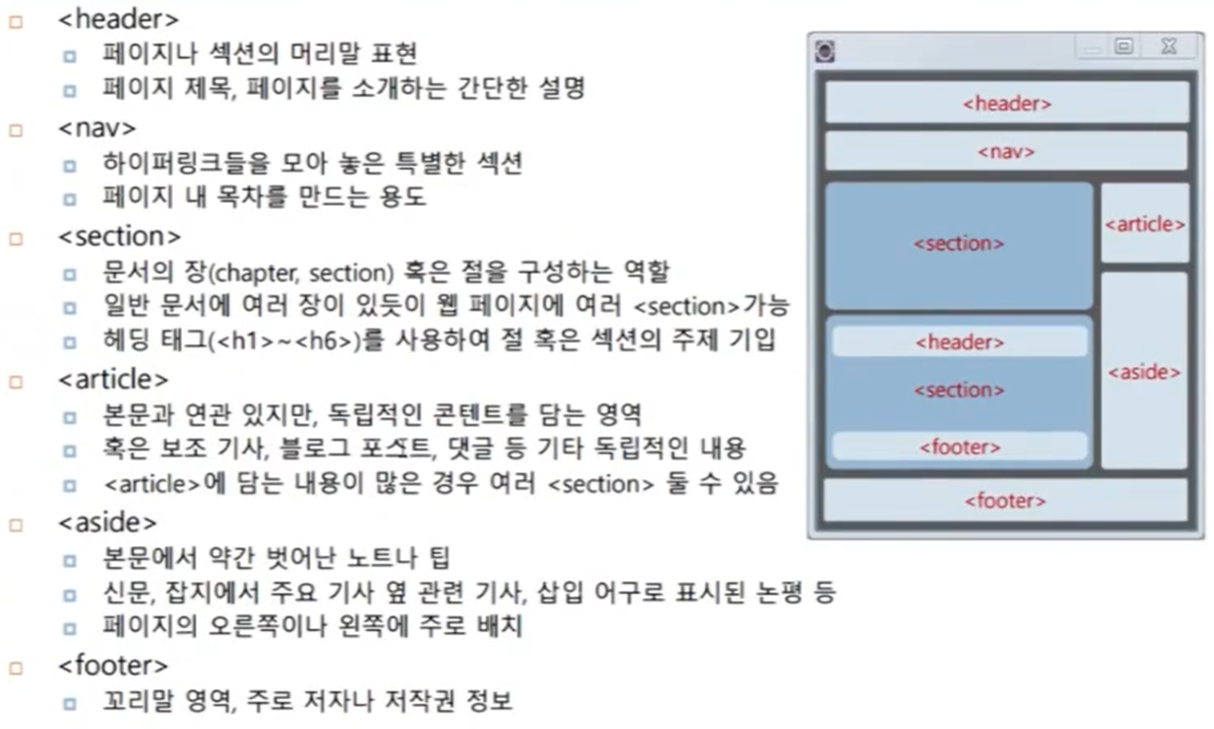 <header>
페이지나 섹션의 머리말 표현
페이지 제목, 페이지를 소개하는 간단한 설명
<nav>
하이퍼링크들을 모아 놓은 특별한 섹션
페이지 내 목차를 만드는 용도
<section>
문서의 장(chapter, section) 혹은 절을 구성하는 역할
일반 문서에 여러 장이 있듯이 웹 페이지에 여러 <section>가능
헤딩 태그(<h1>~<h6>)를 사용하여 절 혹은 섹션의 주제 기입
<article>
본문과 연관 있지만, 독립적인 콘텐트를 담는 영역
혹은 보조 기사, 블로그 포스트, 댓글 등 기타 독립적인 내용
<article>에 담는 내용이 많은 경우 여러 <section> 둘 수 있음
<aside>
본문에서 약간 벗어난 노트나 팁
신문, 잡지에서 주요 기사 옆 관련 기사, 삽입 어구로 표시된 논평 등
페이지의 오른쪽이나 왼쪽에 주로 배치
<footer>
꼬리말 영역, 주로 저자나 저작권 정보
<header>
<nav>
<section>
<article>
<header>
<section>
<footer>
<aside>
<footer>